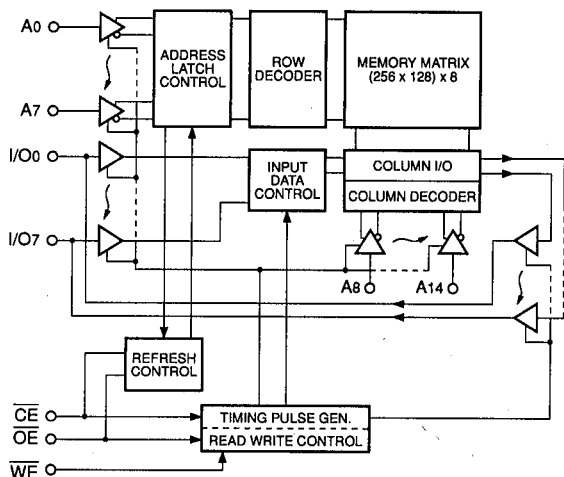 A0
ADDRESS LATCH CONTROL
ROW DECODER
MEMORY MATRIX
(256 x 128) x 8
A7
I/O0
INPUT DATA CONTROL
COLUMN I/O
COLUMN DECODER
I/O7
A8
A14
REFRESH CONTROL
CE
TIMING PULSE GEN.
OE
READ WRITE CONTROL
WE